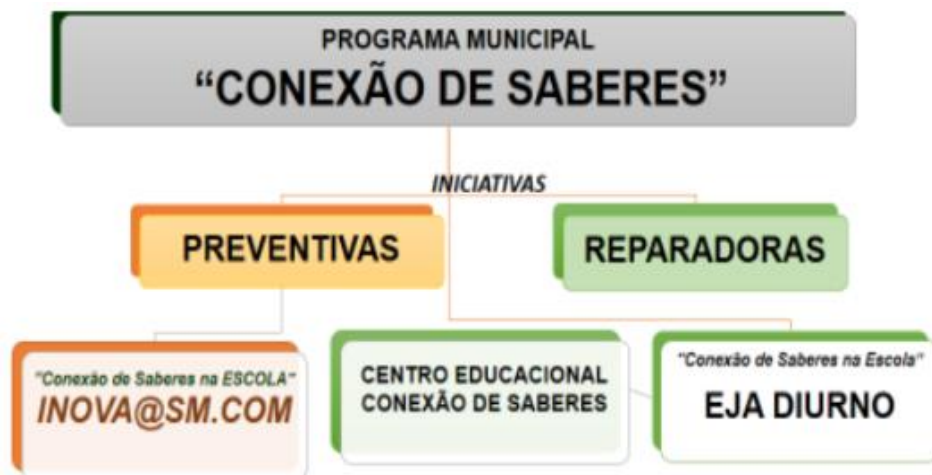 PROGRAMA MUNICIPAL
“CONEXÃO DE SABERES”
INICIATIVAS
PREVENTIVAS
REPARADORAS
"Conexão de Saberes na ESCOLA"
INOVA@SM.COM
CENTRO EDUCACIONAL
CONEXÃO DE SABERES
"Conexão de Saberes na Escola"
EJA DIURNO